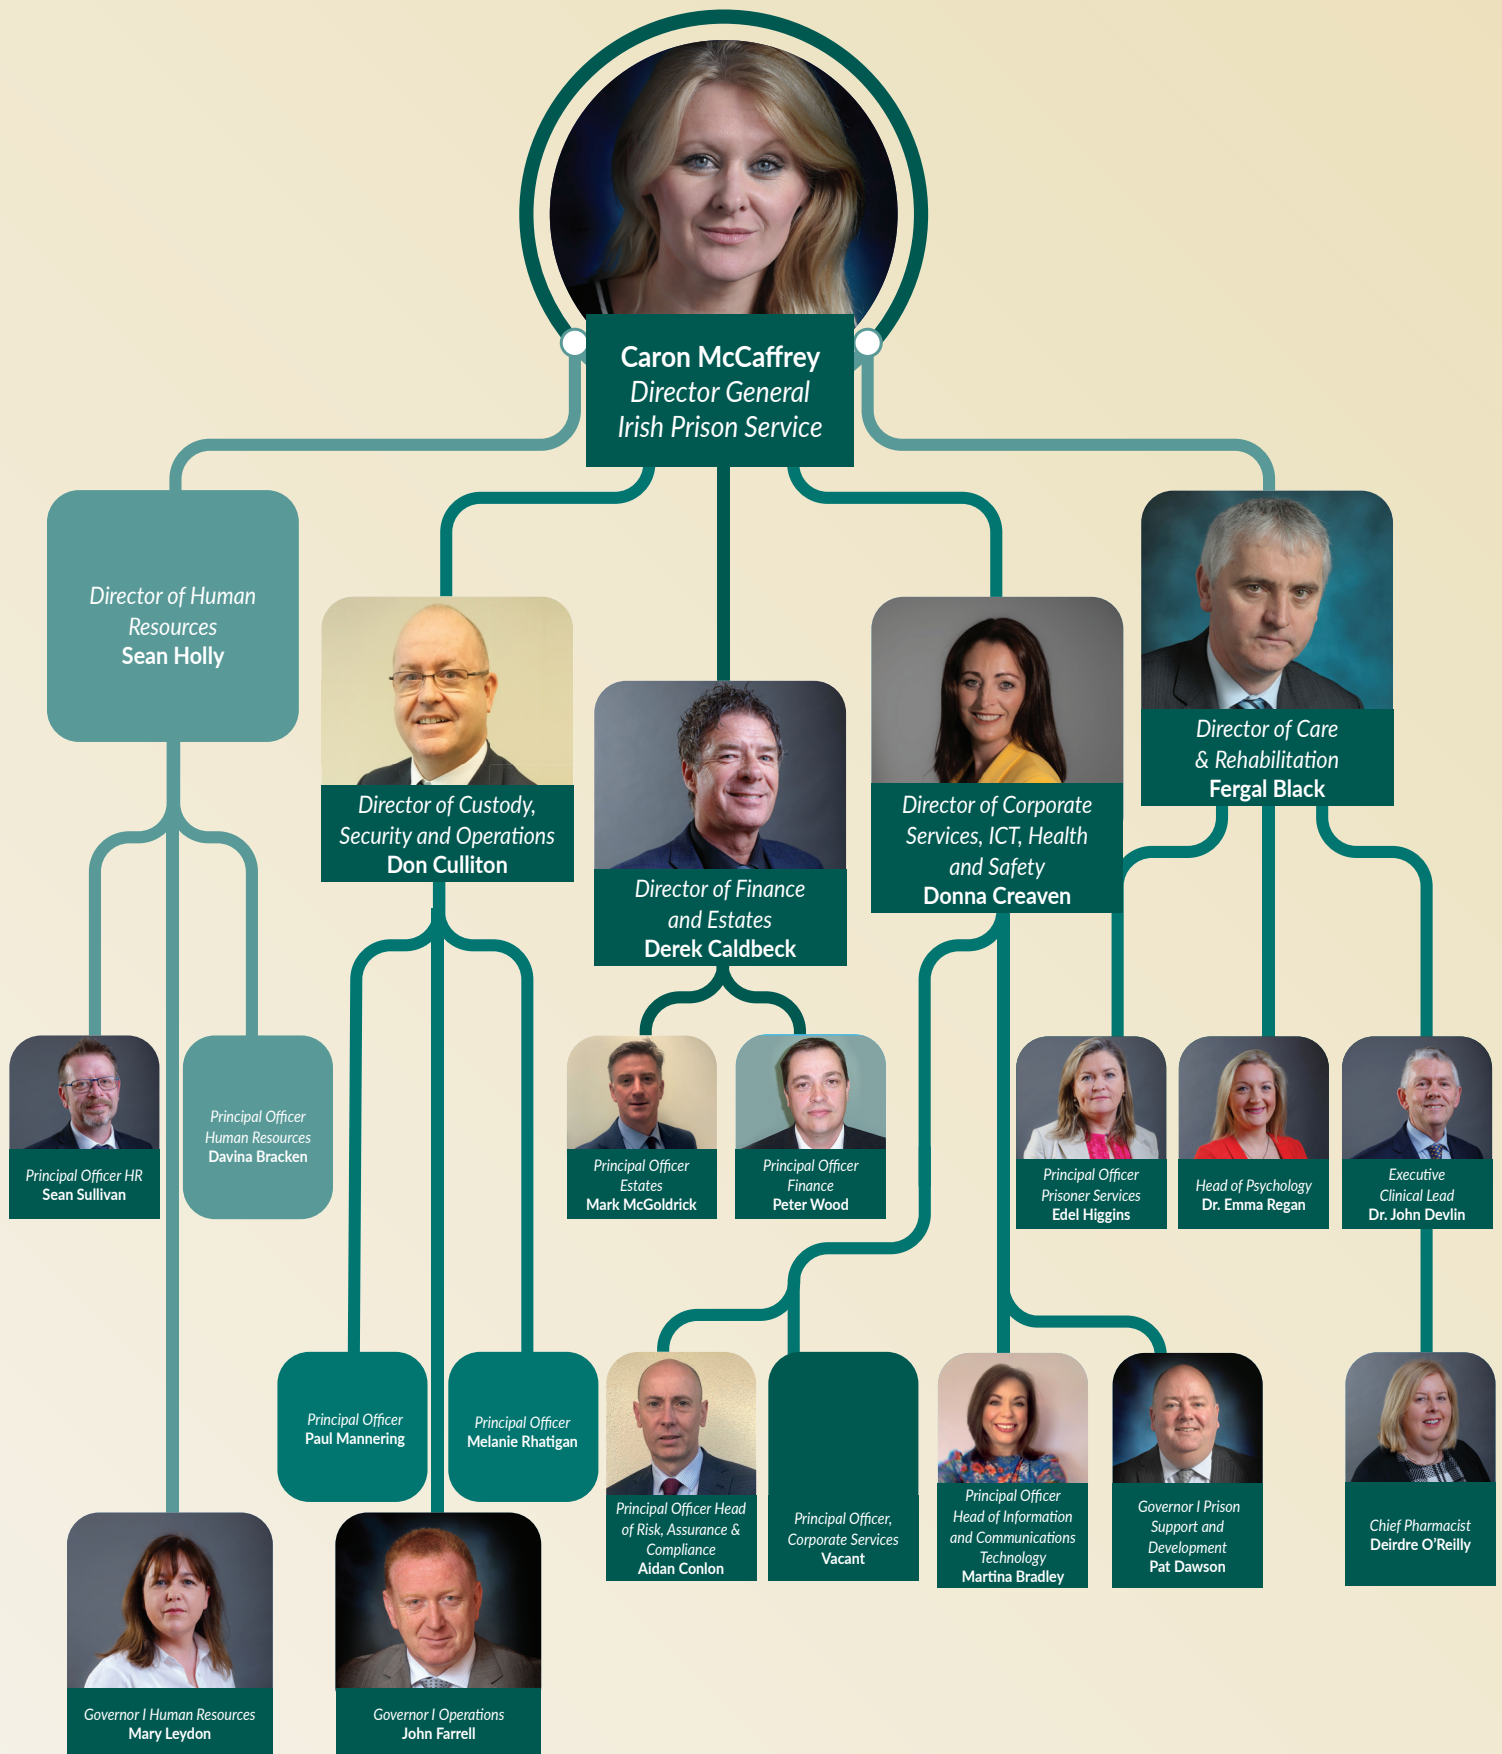 Caron McCaffrey
Director General
Irish Prison Service
Director of Human
Resources
Sean Holly
Director of Custody,
Security and Operations
Don Culliton
Director of Finance
and Estates
Derek Caldbeck
Director of Corporate
Services, ICT, Health
and Safety
Donna Creaven
Director of Care
& Rehabilitation
Fergal Black
Principal Officer HR
Sean Sullivan
Principal Officer
Human Resources
Davina Bracken
Principal Officer
Estates
Mark McGoldrick
Principal Officer
Finance
Peter Wood
Principal Officer
Prisoner Services
Edel Higgins
Head of Psychology
Dr. Emma Regan
Executive
Clinical Lead
Dr. John Devlin
Principal Officer
Paul Mannering
Principal Officer
Melanie Rhatigan
Principal Officer Head
of Risk, Assurance &
Compliance
Aidan Conlon
Principal Officer,
Corporate Services
Vacant
Principal Officer
Head of Information
and Communications
Technology
Martina Bradley
Governor I Prison
Support and
Development
Pat Dawson
Chief Pharmacist
Deirdre O'Reilly
Governor I Human Resources
Mary Leydon
Governor I Operations
John Farrell